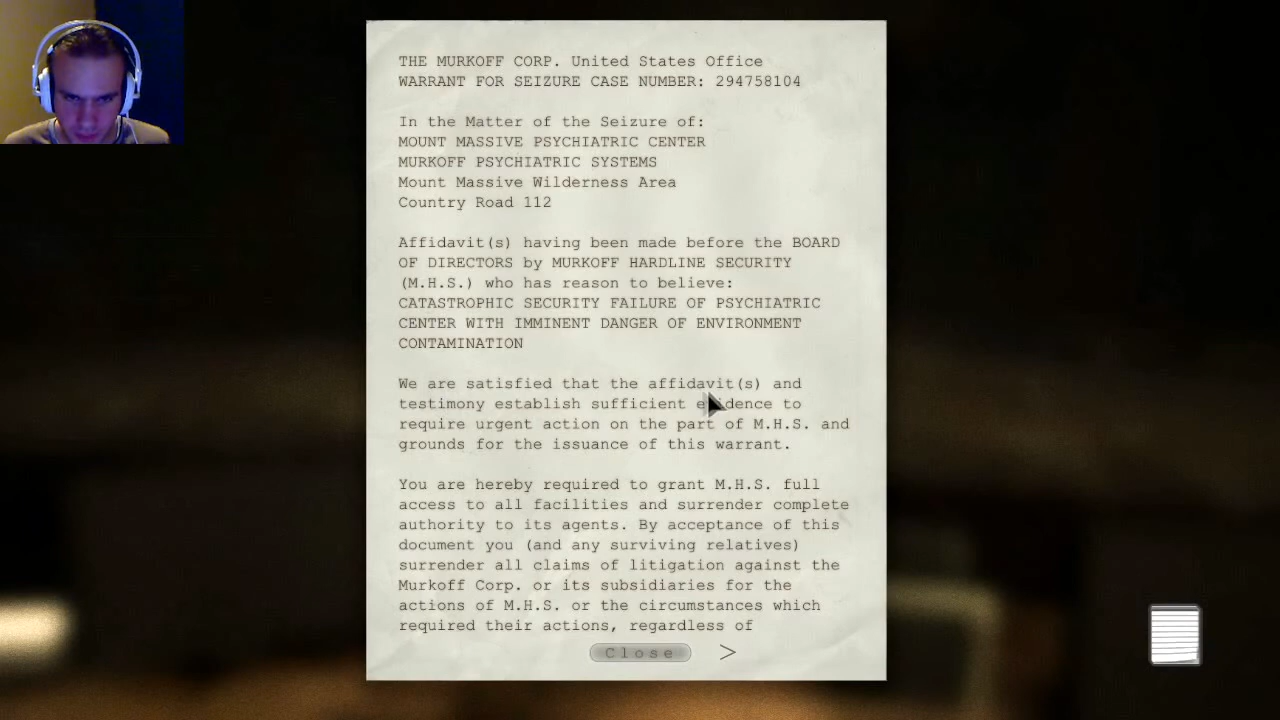 THE MURKOFF CORP. United States Office
WARRANT FOR SEIZURE CASE NUMBER: 294758104
In the Matter of the Seizure of:
MOUNT MASSIVE PSYCHIATRIC CENTER
MURKOFF PSYCHIATRIC SYSTEMS
Mount Massive Wilderness Area
Country Road 112
Affidavit(s) having been made before the BOARD
OF DIRECTORS by MURKOFF HARDLINE SECURITY
(M.H.S.) who has reason to believe:
CATASTROPHIC SECURITY FAILURE OF PSYCHIATRIC
CENTER WITH IMMINENT DANGER OF ENVIRONMENT
CONTAMINATION
We are satisfied that the affidavit(s) and
testimony establish sufficient evidence to
require urgent action on the part of M.H.S. and
grounds for the issuance of this warrant.
You are hereby required to grant M.H.S. full
access to all facilities and surrender complete
authority to its agents. By acceptance of this
document you (and any surviving relatives)
surrender all claims of litigation against the
Murkoff Corp. or its subsidiaries for the
actions of M.H.S. or the circumstances which
required their actions, regardless of
Close >